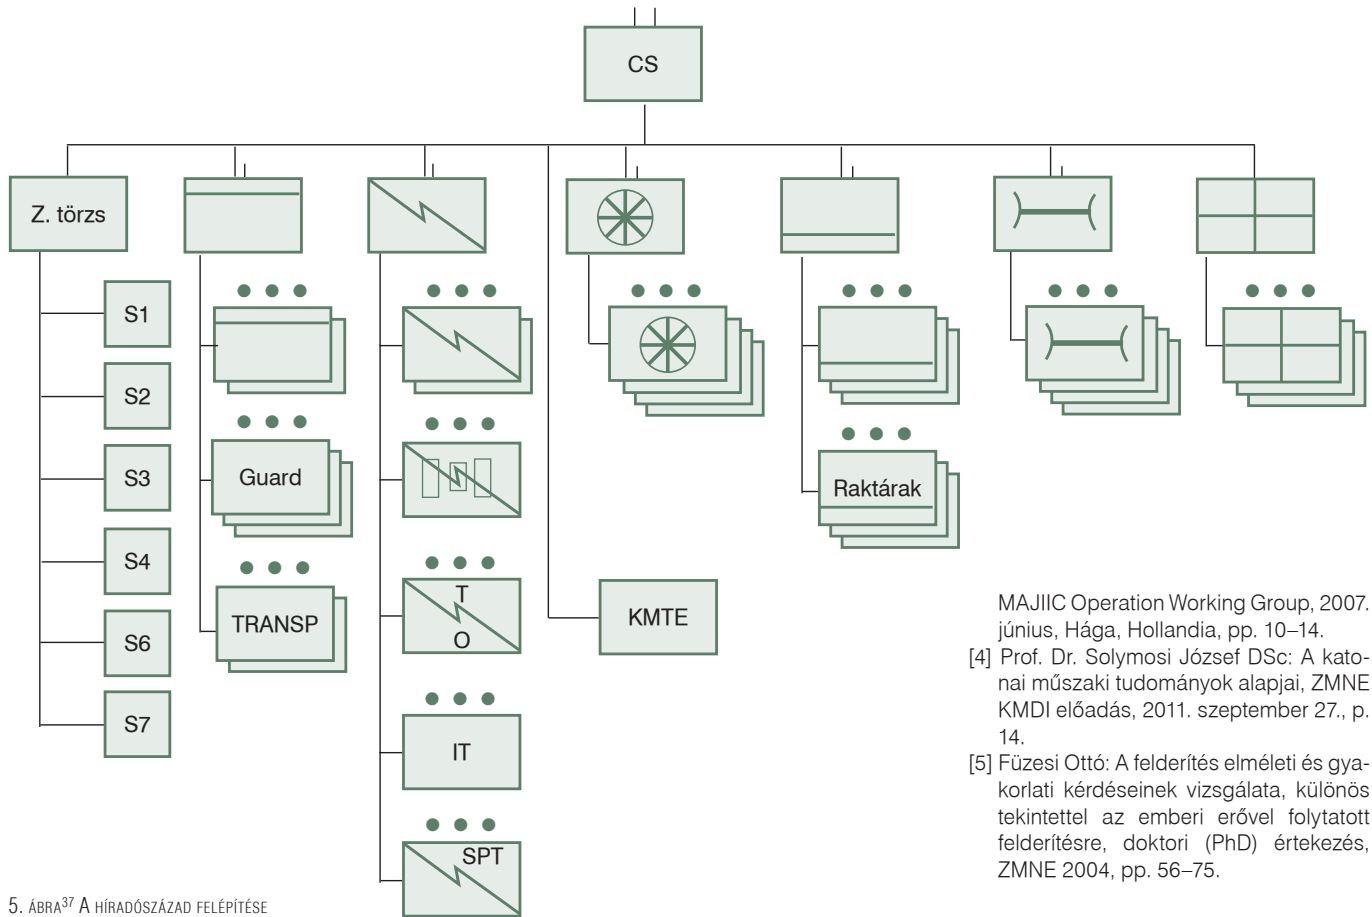 CS
Z. törzs
S1
S2
S3
S4
S6
S7
Guard
TRANSP
T
O
IT
SPT
KMTE
Raktárak
MAJIIC Operation Working Group, 2007.
június, Hága, Hollandia, pp. 10–14.
[4] Prof. Dr. Solymosi József DSc: A kato-
nai műszaki tudományok alapjai, ZMNE
KMDI előadás, 2011. szeptember 27., p.
14.
[5] Füzesi Ottó: A felderítés elméleti és gya-
korlati kérdéseinek vizsgálata, különös
tekintettel az emberi erővel folytatott
felderítésre, doktori (PhD) értekezés,
ZMNE 2004, pp. 56–75.
5. ÁBRA37 A HÍRADÓSZÁZAD FELÉPÍTÉSE